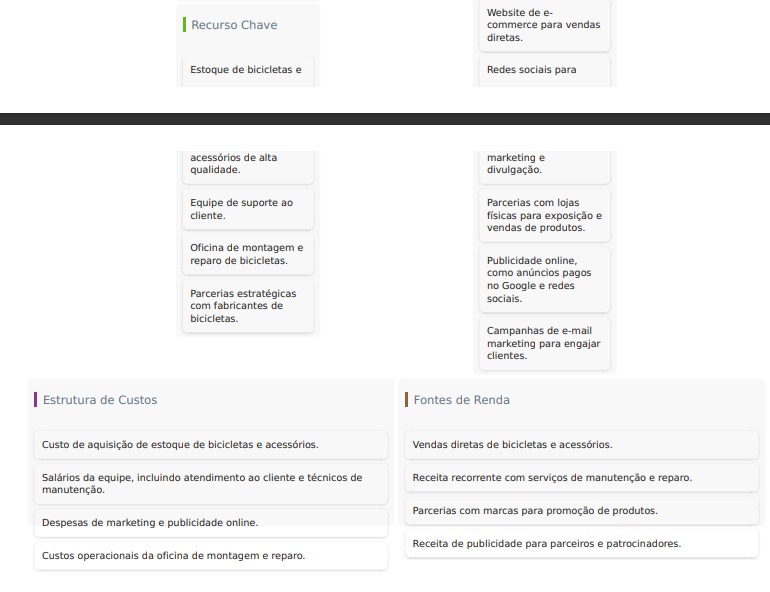 Recurso Chave
Estoque de bicicletas e
Website de e-
commerce para vendas
diretas.
Redes sociais para
acessórios de alta
qualidade.
Equipe de suporte ao
cliente.
Oficina de montagem e
reparo de bicicletas.
Parcerias estratégicas
com fabricantes de
bicicletas.
marketing e
divulgação.
Parcerias com lojas
físicas para exposição e
vendas de produtos.
Publicidade online,
como anúncios pagos
no Google e redes
sociais.
Campanhas de e-mail
marketing para engajar
clientes.
Estrutura de Custos
Custo de aquisição de estoque de bicicletas e acessórios.
Salários da equipe, incluindo atendimento ao cliente e técnicos de
manutenção.
Despesas de marketing e publicidade online.
Custos operacionais da oficina de montagem e reparo.
Fontes de Renda
Vendas diretas de bicicletas e acessórios.
Receita recorrente com serviços de manutenção e reparo.
Parcerias com marcas para promoção de produtos.
Receita de publicidade para parceiros e patrocinadores.